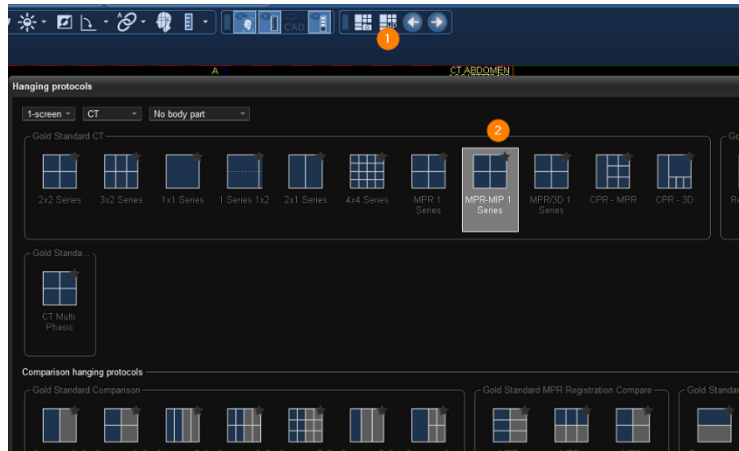 CAD
1
A
CT ABDOMEN
Hanging protocols
1-screen
CT
No body part
2
Gold Standard CT
Go
2x2 Series
3x2 Series
1x1 Series
1 Series 1x2
2x1 Series
4x4 Series
MPR 1
Series
MPR-MIP 1
Series
MPR/3D 1
Series
CPR - MPR
CPR - 3D
R
Gold Standa...
CT Multi
Phasic
Comparison hanging protocols
Gold Standard Comparison
Gold Standard MPR Registration Compare
Gold Standar